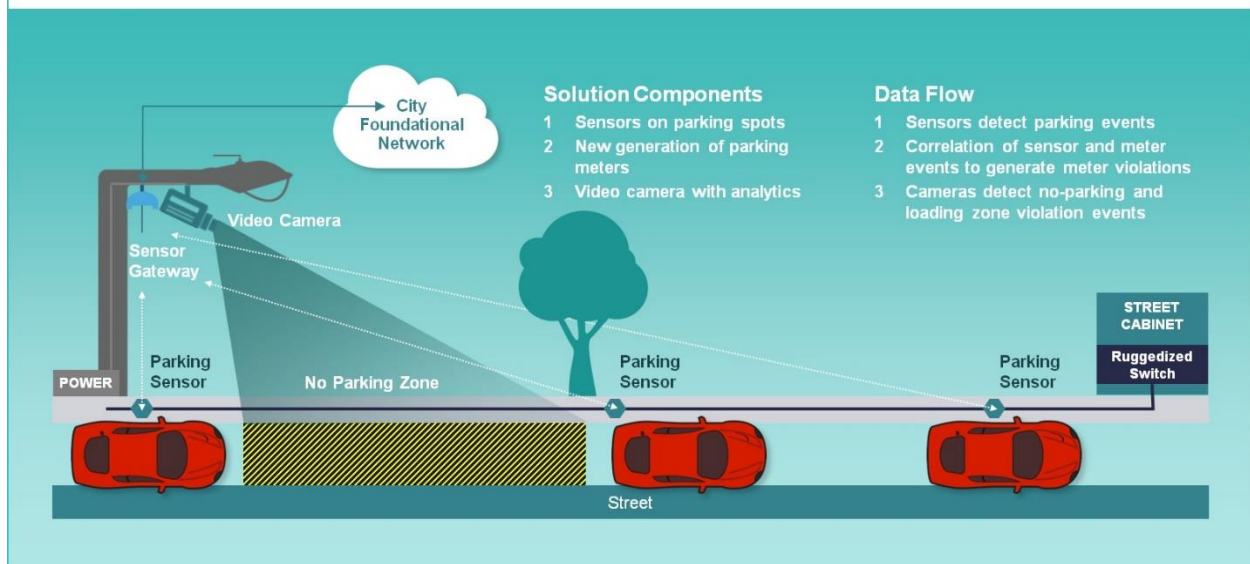 City
Foundational
Network
Solution Components
1 Sensors on parking spots
2 New generation of parking
meters
3 Video camera with analytics
Data Flow
1 Sensors detect parking events
2 Correlation of sensor and meter
events to generate meter violations
3 Cameras detect no-parking and
loading zone violation events
Video Camera
Sensor
Gateway
POWER
Parking
Sensor
No Parking Zone
Parking
Sensor
Parking
Sensor
STREET
CABINET
Ruggedized
Switch
Street